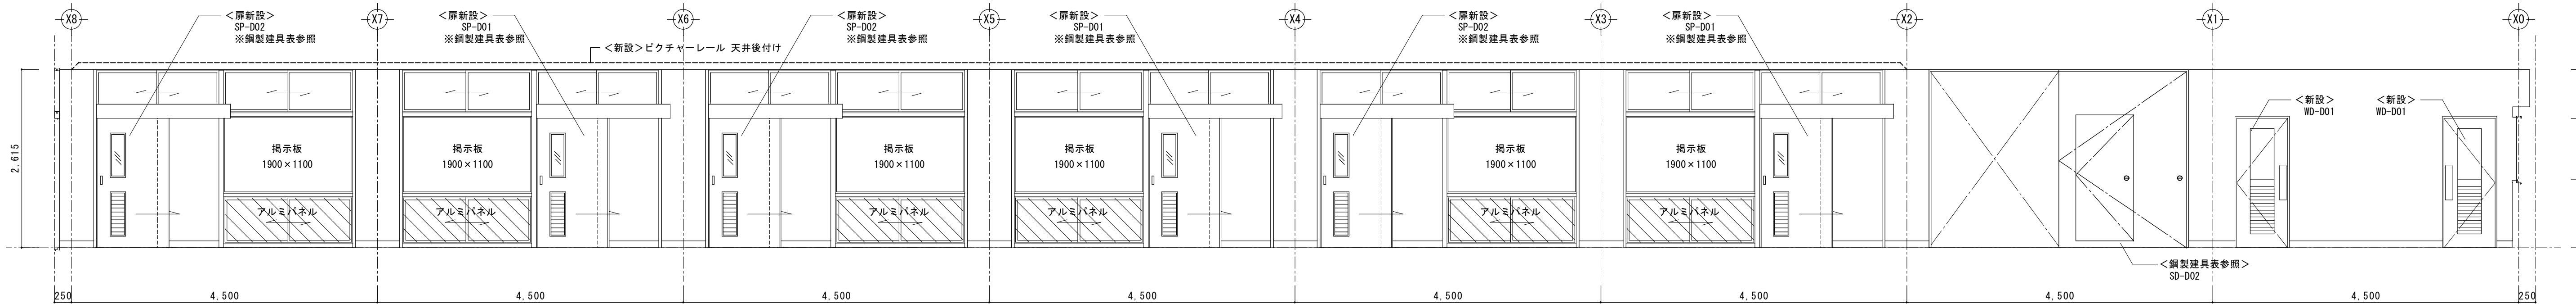 X8
X7
X6
X5
X4
X3
X2
X1
X0
＜扉新設＞
SP-D02
※鋼製建具表参照
＜扉新設＞
SP-D01
※鋼製建具表参照
＜新設＞ピクチャーレール 天井後付け
＜扉新設＞
SP-D02
※鋼製建具表参照
＜扉新設＞
SP-D01
※鋼製建具表参照
＜扉新設＞
SP-D02
※鋼製建具表参照
＜扉新設＞
SP-D01
※鋼製建具表参照
＜新設＞
WD-D01
＜新設＞
WD-D01
2,615
掲示板
1900×1100
掲示板
1900×1100
掲示板
1900×1100
掲示板
1900×1100
掲示板
1900×1100
掲示板
1900×1100
アルミパネル
アルミパネル
アルミパネル
アルミパネル
アルミパネル
アルミパネル
＜鋼製建具表参照＞
SD-D02
250
4,500
4,500
4,500
4,500
4,500
4,500
4,500
4,500
250